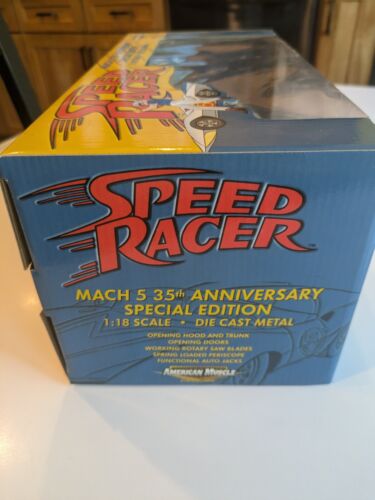 SPEED
RACER
SPEED
RACER™
MACH 5 35th ANNIVERSARY
SPECIAL EDITION
1:18 SCALE • DIE CAST METAL
OPENING HOOD AND TRUNK
OPENING DOORS
WORKING ROTARY SAW BLADES
SPRING LOADED PERISCOPE
FUNCTIONAL AUTO JACKS
AMERICAN MUSCLE